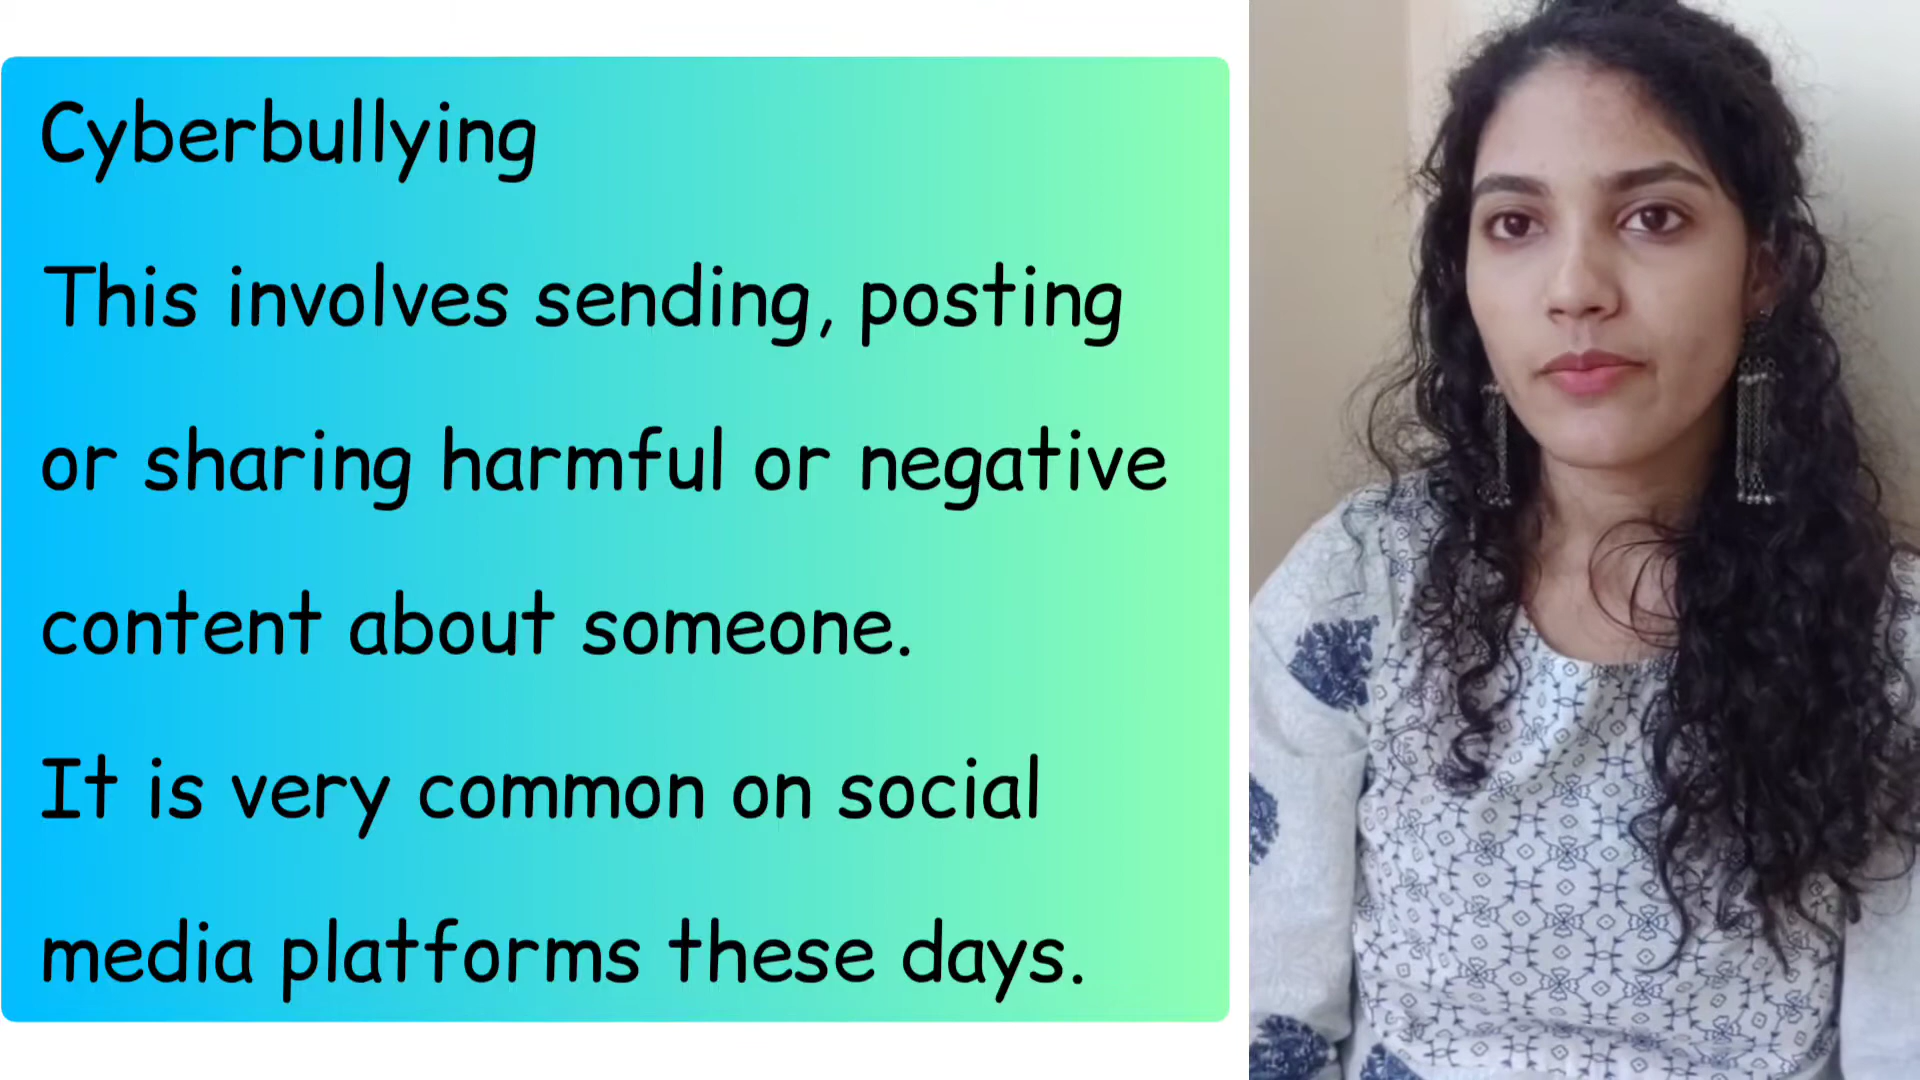 Cyberbullying
This involves sending, posting
or sharing harmful or negative
content about someone.
It is very common on social
media platforms these days.